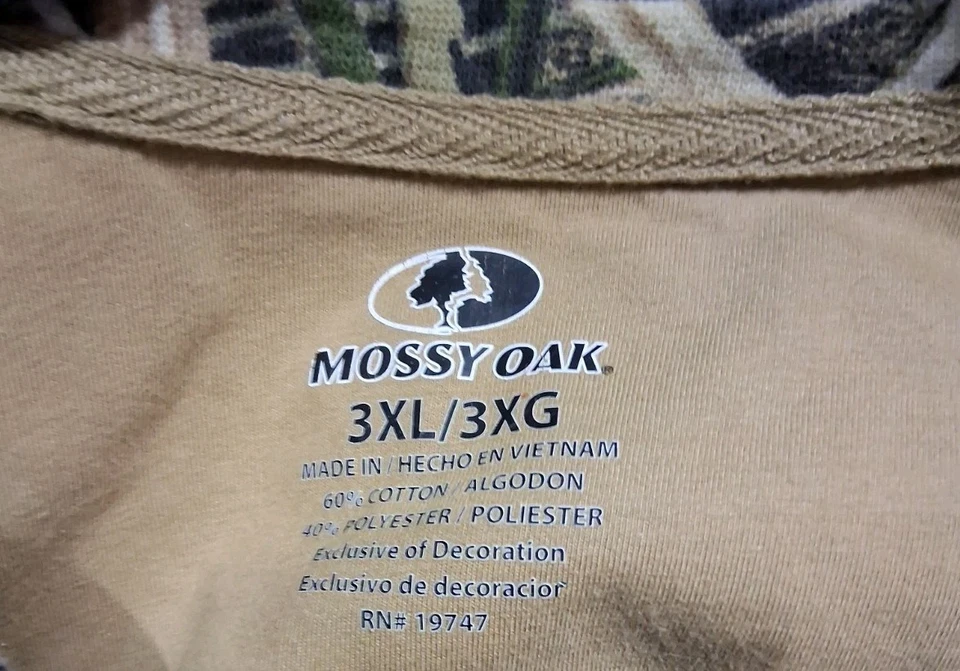 MOSSY OAK®
3XL/3XG
MADE IN / HECHO EN VIETNAM
60% COTTON / ALGODON
40% POLYESTER / POLIESTER
Exclusive of Decoration
Exclusivo de decoracion
RN# 19747